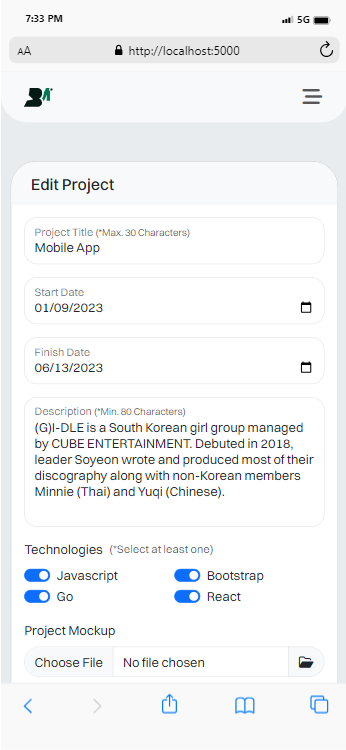 7:33 PM
5G
AA
http://localhost:5000
Edit Project
Project Title (*Max. 30 Characters)
Mobile App
Start Date
01/09/2023
Finish Date
06/13/2023
Description (*Min. 80 Characters)
(G)I-DLE is a South Korean girl group managed
by CUBE ENTERTAINMENT. Debuted in 2018,
leader Soyeon wrote and produced most of their
discography along with non-Korean members
Minnie (Thai) and Yuqi (Chinese).
Technologies (*Select at least one)
Javascript Bootstrap
Go React
Project Mockup
Choose File No file chosen